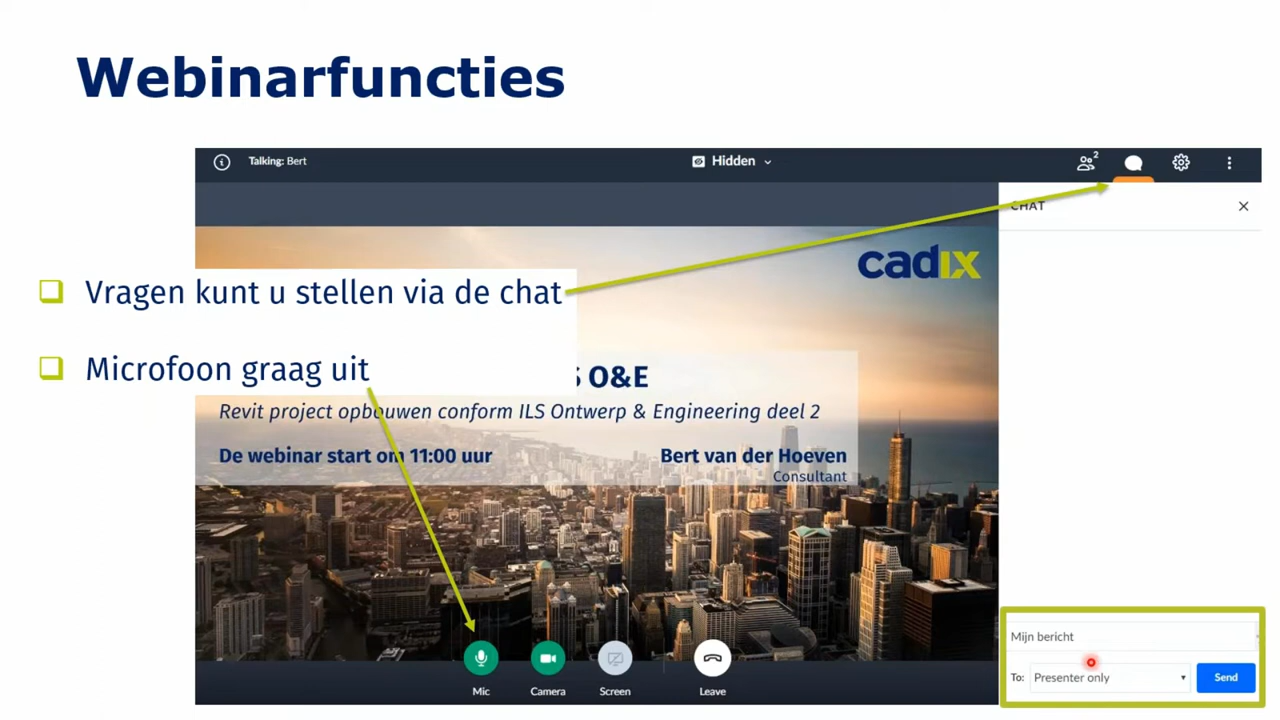 Webinarfuncties
Talking: Bert
Hidden
2
CHAT
cadix
Vragen kunt u stellen via de chat
Microfoon graag uit
O&E
Revit project opbouwen conform ILS Ontwerp & Engineering deel 2
De webinar start om 11:00 uur
Bert van der Hoeven
Consultant
Mijn bericht
To: Presenter only
Send
Mic
Camera
Screen
Leave